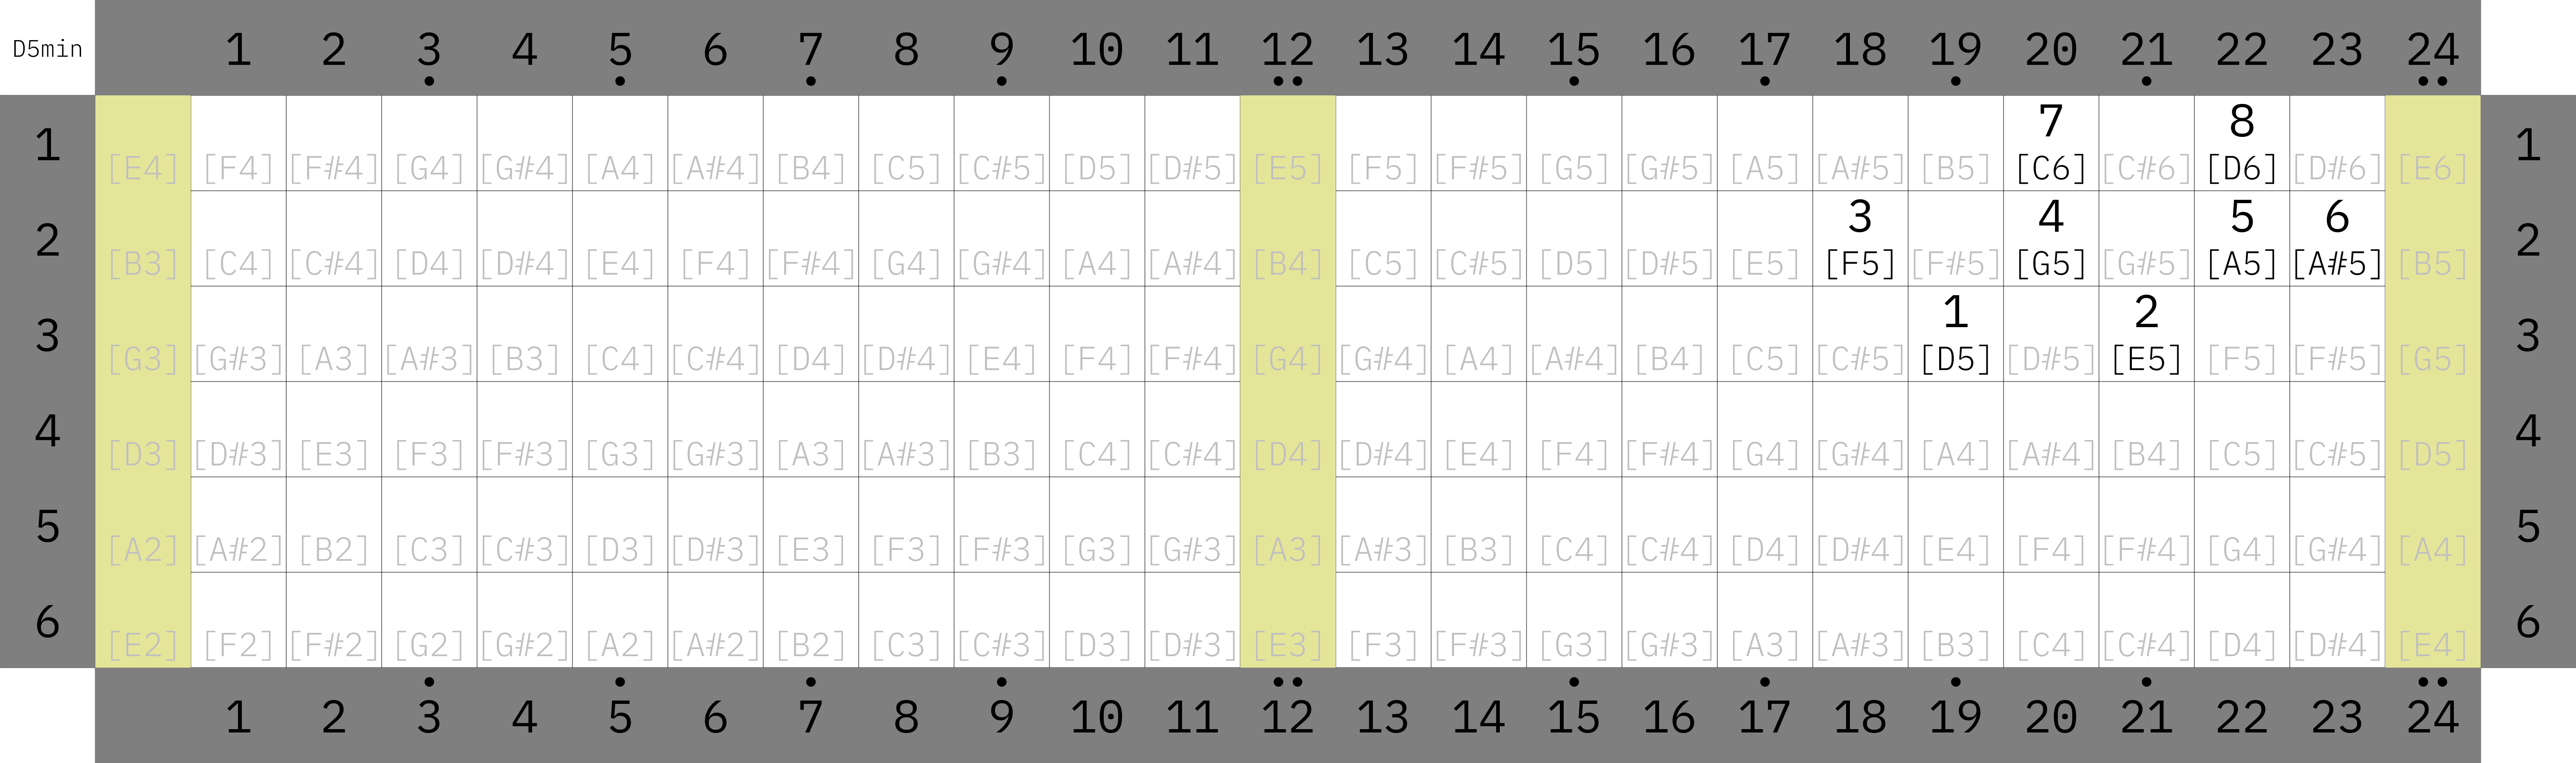 D5min 1 2 3 4 5 6 7 8 9 10 11 12 13 14 15 16 17 18 19 20 21 22 23 24
7 8
1 [E4] [F4] [F#4] [G4] [G#4] [A4] [A#4] [B4] [C5] [C#5] [D5] [D#5] [E5] [F5] [F#5] [G5] [G#5] [A5] [A#5] [B5] [C6] [C#6] [D6] [D#6] [E6] 1
3 4 5 6
2 [B3] [C4] [C#4] [D4] [D#4] [E4] [F4] [F#4] [G4] [G#4] [A4] [A#4] [B4] [C5] [C#5] [D5] [D#5] [E5] [F5] [F#5] [G5] [G#5] [A5] [A#5] [B5] 2
1 2
3 [G3] [G#3] [A3] [A#3] [B3] [C4] [C#4] [D4] [D#4] [E4] [F4] [F#4] [G4] [G#4] [A4] [A#4] [B4] [C5] [C#5] [D5] [D#5] [E5] [F5] [F#5] [G5] 3
4 [D3] [D#3] [E3] [F3] [F#3] [G3] [G#3] [A3] [A#3] [B3] [C4] [C#4] [D4] [D#4] [E4] [F4] [F#4] [G4] [G#4] [A4] [A#4] [B4] [C5] [C#5] [D5] 4
5 [A2] [A#2] [B2] [C3] [C#3] [D3] [D#3] [E3] [F3] [F#3] [G3] [G#3] [A3] [A#3] [B3] [C4] [C#4] [D4] [D#4] [E4] [F4] [F#4] [G4] [G#4] [A4] 5
6 [E2] [F2] [F#2] [G2] [G#2] [A2] [A#2] [B2] [C3] [C#3] [D3] [D#3] [E3] [F3] [F#3] [G3] [G#3] [A3] [A#3] [B3] [C4] [C#4] [D4] [D#4] [E4] 6
1 2 3 4 5 6 7 8 9 10 11 12 13 14 15 16 17 18 19 20 21 22 23 24